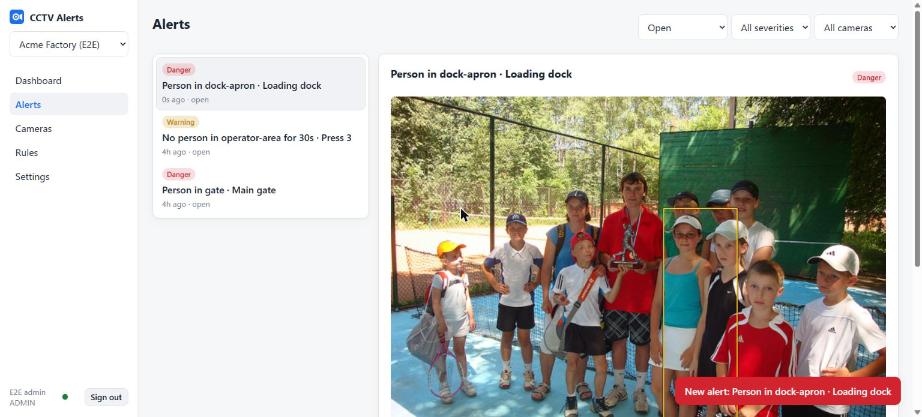 CCTV Alerts
Acme Factory (E2E)
Dashboard
Alerts
Cameras
Rules
Settings
E2E admin
ADMIN
Sign out
Alerts
Open
All severities
All cameras
Danger
Person in dock-apron · Loading dock
0s ago · open
Warning
No person in operator-area for 30s · Press 3
4h ago · open
Danger
Person in gate · Main gate
4h ago · open
Person in dock-apron · Loading dock
Danger
New alert: Person in dock-apron · Loading dock